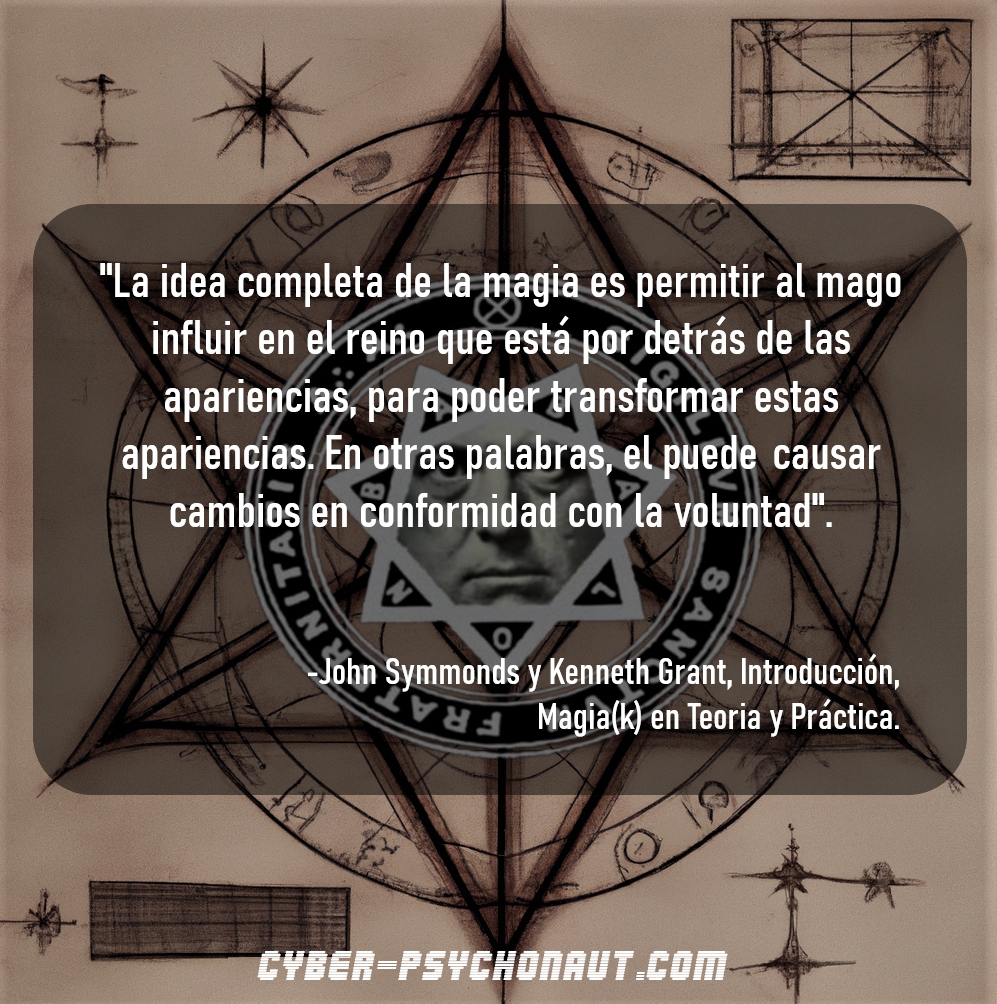 "La idea completa de la magia es permitir al mago
influir en el reino que está por detrás de las
apariencias, para poder transformar estas
apariencias. En otras palabras, el puede causar
cambios en conformidad con la voluntad".
-John Symmonds y Kenneth Grant, Introducción,
Magia(k) en Teoria y Práctica.
FRATERNITATI
B
A
N
O
L
CYBER-PSYCHONAUT.COM